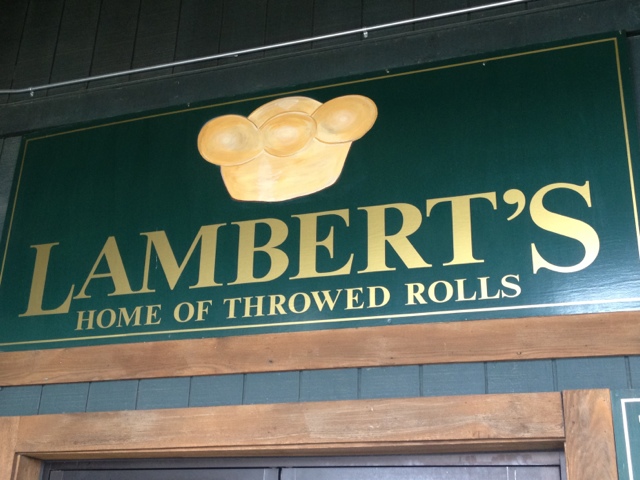 LAMBERT'S
HOME OF THROWED ROLLS